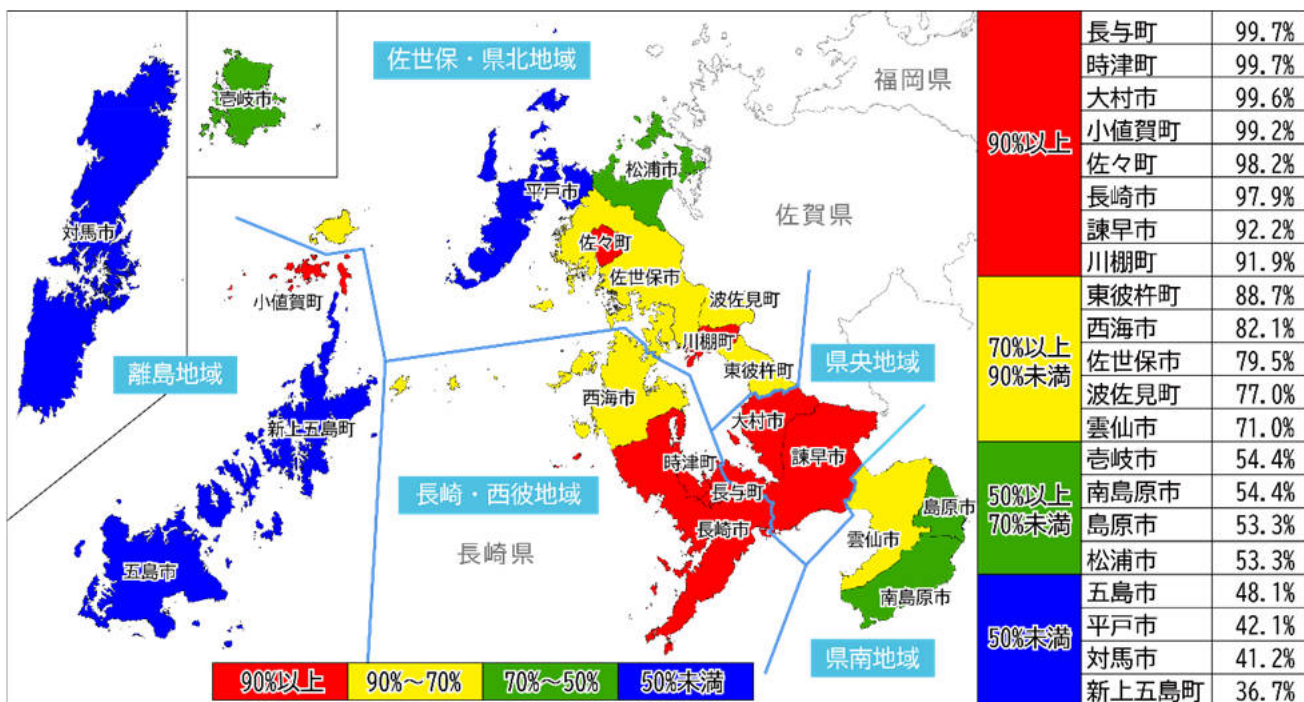 佐世保・県北地域
福岡県
壱岐市
松浦市
平戸市
佐賀県
対馬市
佐々町
佐世保市
小値賀町
波佐見町
川棚町
離島地域
東彼杵町
県央地域
西海市
大村市
新上五島町
時津町
諫早市
長与町
長崎・西彼地域
長崎市
島原市
雲仙市
長崎県
五島市
南島原市
県南地域
90%以上
90%～70%
70%～50%
50%未満
90%以上
長与町 99.7%
時津町 99.7%
大村市 99.6%
小値賀町 99.2%
佐々町 98.2%
長崎市 97.9%
諫早市 92.2%
川棚町 91.9%
70%以上
90%未満
東彼杵町 88.7%
西海市 82.1%
佐世保市 79.5%
波佐見町 77.0%
雲仙市 71.0%
50%以上
70%未満
壱岐市 54.4%
南島原市 54.4%
島原市 53.3%
松浦市 53.3%
50%未満
五島市 48.1%
平戸市 42.1%
対馬市 41.2%
新上五島町 36.7%